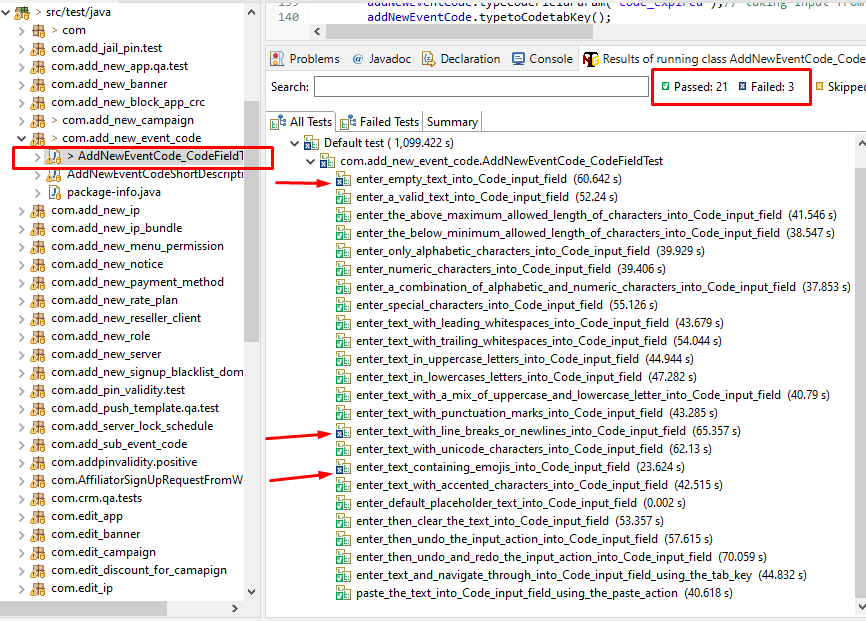 src/test/java
> com
com.add_jail_pin.test
com.add_new_app.qa.test
com.add_new_banner
com.add_new_block_app_crc
> com.add_new_campaign
> com.add_new_event_code
> AddNewEventCode_CodeFieldT
AddNewEventCodeShortDescripti
package-info.java
com.add_new_ip
com.add_new_ip_bundle
com.add_new_menu_permission
com.add_new_notice
com.add_new_payment_method
com.add_new_rate_plan
com.add_new_reseller_client
com.add_new_role
com.add_new_server
com.add_new_signup_blacklist_dom
com.add_pin_validity.test
com.add_push_template.qa.test
com.add_server_lock_schedule
com.add_sub_event_code
com.addpinvalidity.positive
com.AffiliatorSignUpRequestFromW
com.crm.qa.tests
com.edit_app
com.edit_banner
com.edit_campaign
com.edit_discount_for_camapign
com.edit_ip
140 addNewEventCode.typetoCodetabKey();
Problems @ Javadoc Declaration Console Results of running class AddNewEventCode_Code
Search: Passed: 21 Failed: 3 Skipped
All Tests Failed Tests Summary
Default test ( 1,099.422 s)
com.add_new_event_code.AddNewEventCode_CodeFieldTest
enter_empty_text_into_Code_input_field (60.642 s)
enter_a_valid_text_into_Code_input_field (52.24 s)
enter_the_above_maximum_allowed_length_of_characters_into_Code_input_field (41.546 s)
enter_the_below_minimum_allowed_length_of_characters_into_Code_input_field (38.547 s)
enter_only_alphabetic_characters_into_Code_input_field (39.929 s)
enter_numeric_characters_into_Code_input_field (39.406 s)
enter_a_combination_of_alphabetic_and_numeric_characters_into_Code_input_field (37.853 s)
enter_special_characters_into_Code_input_field (55.126 s)
enter_text_with_leading_whitespaces_into_Code_input_field (43.679 s)
enter_text_with_trailing_whitespaces_into_Code_input_field (54.044 s)
enter_text_in_uppercase_letters_into_Code_input_field (44.944 s)
enter_text_in_lowercases_letters_into_Code_input_field (47.282 s)
enter_text_with_a_mix_of_uppercase_and_lowercase_letter_into_Code_input_field (40.79 s)
enter_text_with_punctuation_marks_into_Code_input_field (43.285 s)
enter_text_with_line_breaks_or_newlines_into_Code_input_field (65.357 s)
enter_text_with_unicode_characters_into_Code_input_field (62.13 s)
enter_text_containing_emojis_into_Code_input_field (23.624 s)
enter_text_with_accented_characters_into_Code_input_field (42.515 s)
enter_default_placeholder_text_into_Code_input_field (0.002 s)
enter_then_clear_the_text_into_Code_input_field (53.357 s)
enter_then_undo_the_input_action_into_Code_input_field (57.615 s)
enter_then_undo_and_redo_the_input_action_into_Code_input_field (70.059 s)
enter_text_and_navigate_through_into_Code_input_field_using_the_tab_key (44.832 s)
paste_the_text_into_Code_input_field_using_the_paste_action (40.618 s)